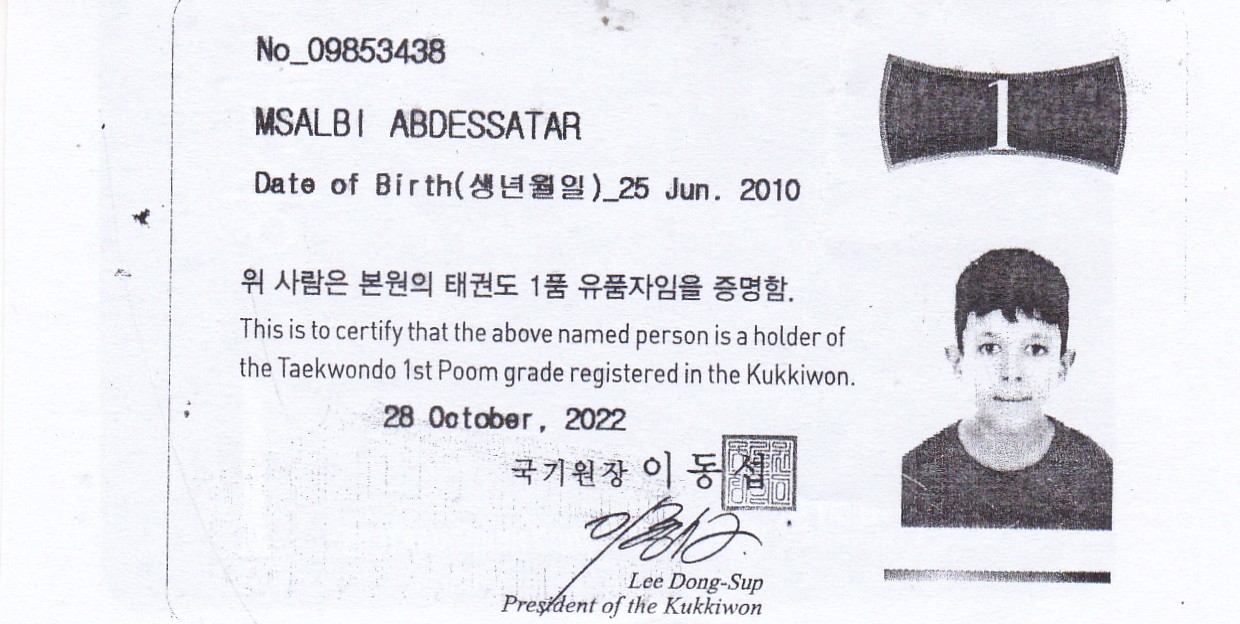 No_09853438
1
MSALBI ABDESSATAR
Date of Birth(생년월일)_25 Jun. 2010
위 사람은 본원의 태권도 1품 유품자임을 증명함.
This is to certify that the above named person is a holder of
the Taekwondo 1st Poom grade registered in the Kukkiwon.
28 October, 2022
국기원장 이동섭
Lee Dong-Sup
President of the Kukkiwon